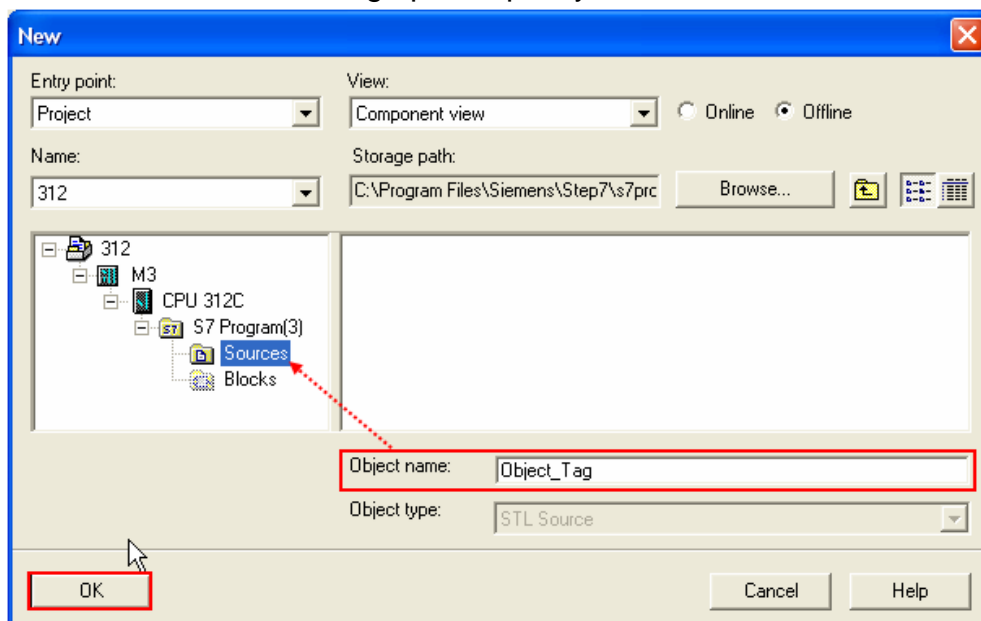 New
Entry point:
View:
Project
Component view
Online
Offline
Name:
Storage path:
312
C:\Program Files\Siemens\Step7\s7prc
Browse...
312
M3
CPU 312C
S7 Program(3)
Sources
Blocks
Object name:
Object_Tag
Object type:
STL Source
OK
Cancel
Help